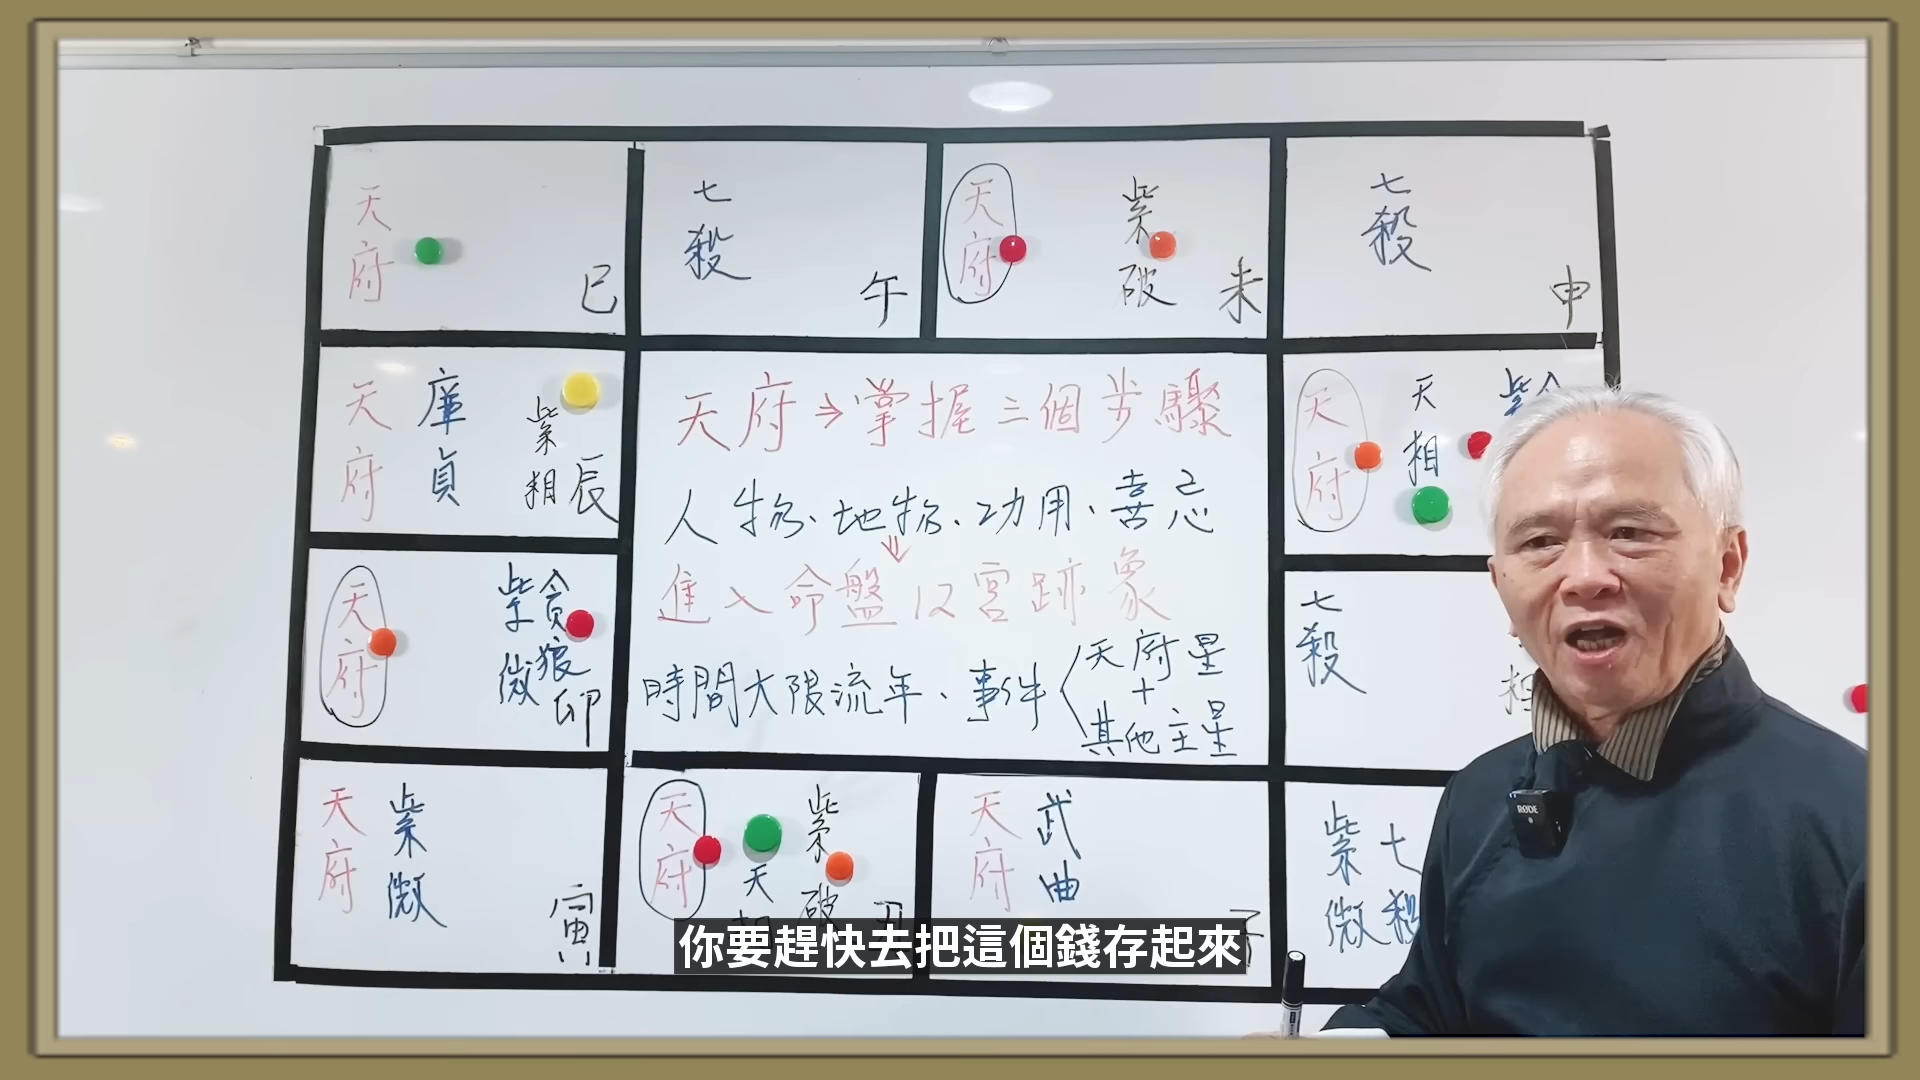 天府
巳
七殺
午
天府
紫破
未
七殺
申
天府
廉貞
紫相
辰
天府→掌握三個步驟
人物、地物、功用、喜忌
進入命盤12宮跡象
時間大限流年、事件
天府星
+
其他主星
天府
天相
紫
天府
紫微
貪狼
卯
七殺
天府
紫微
寅
天府
天
紫破
丑
天府
武曲
子
紫微
七殺
RØDE
你要趕快去把這個錢存起來